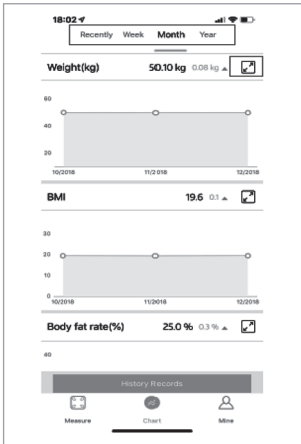 18:02
Recently Week Month Year
Weight(kg) 50.10 kg 0.08 kg
60
40
20
10/2018 11/2018 12/2018
BMI 19.6 0.1
30
20
10
0
10/2018 11/2018 12/2018
Body fat rate(%) 25.0 % 0.3 %
40
History Records
Measure Chart Mine